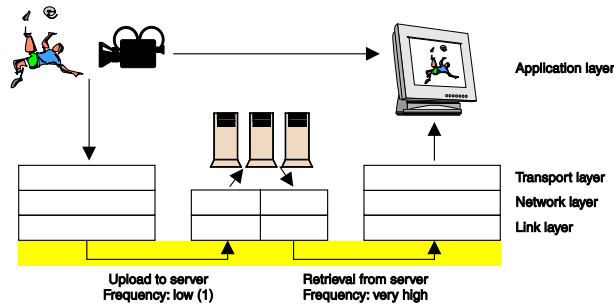 Application layer
Transport layer
Network layer
Link layer
Upload to server
Frequency: low (1)
Retrieval from server
Frequency: very high